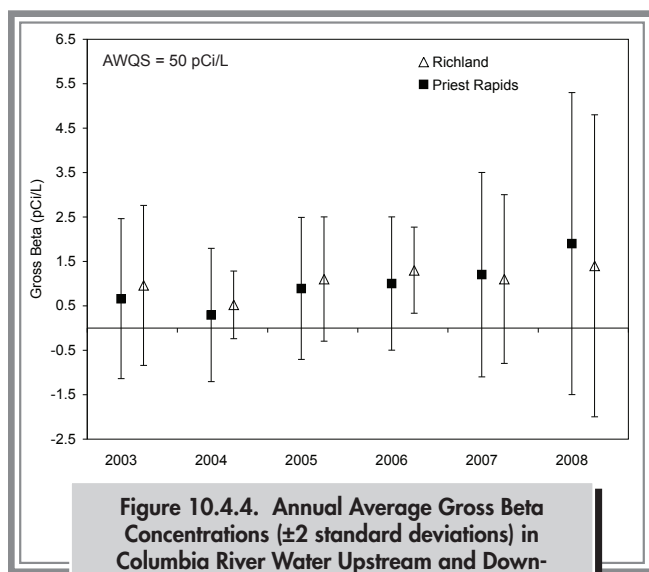 6.5
AWQS = 50 pCi/L
Richland
Priest Rapids
5.5
4.5
3.5
2.5
1.5
0.5
-0.5
-1.5
-2.5
Gross Beta (pCi/L)
2003 2004 2005 2006 2007 2008
Figure 10.4.4. Annual Average Gross Beta
Concentrations (±2 standard deviations) in
Columbia River Water Upstream and Down-